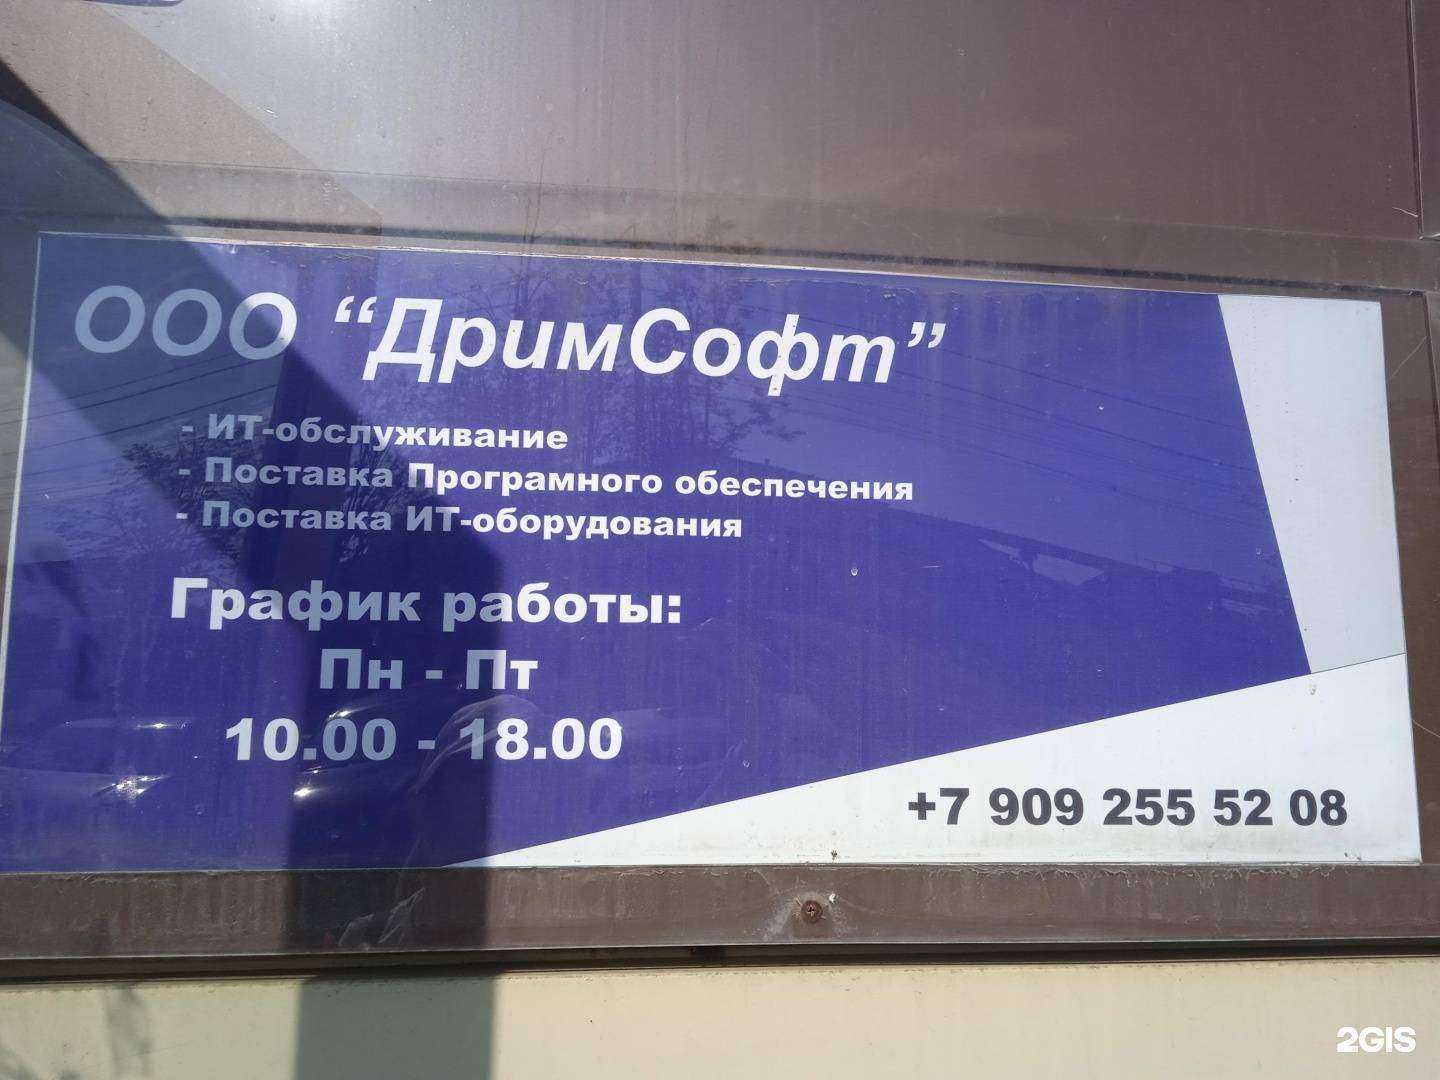 ООО “ДримСофт”
- ИТ-обслуживание
- Поставка Програмного обеспечения
- Поставка ИТ-оборудования
График работы:
Пн - Пт
10.00 - 18.00
+7 909 255 52 08
2GIS